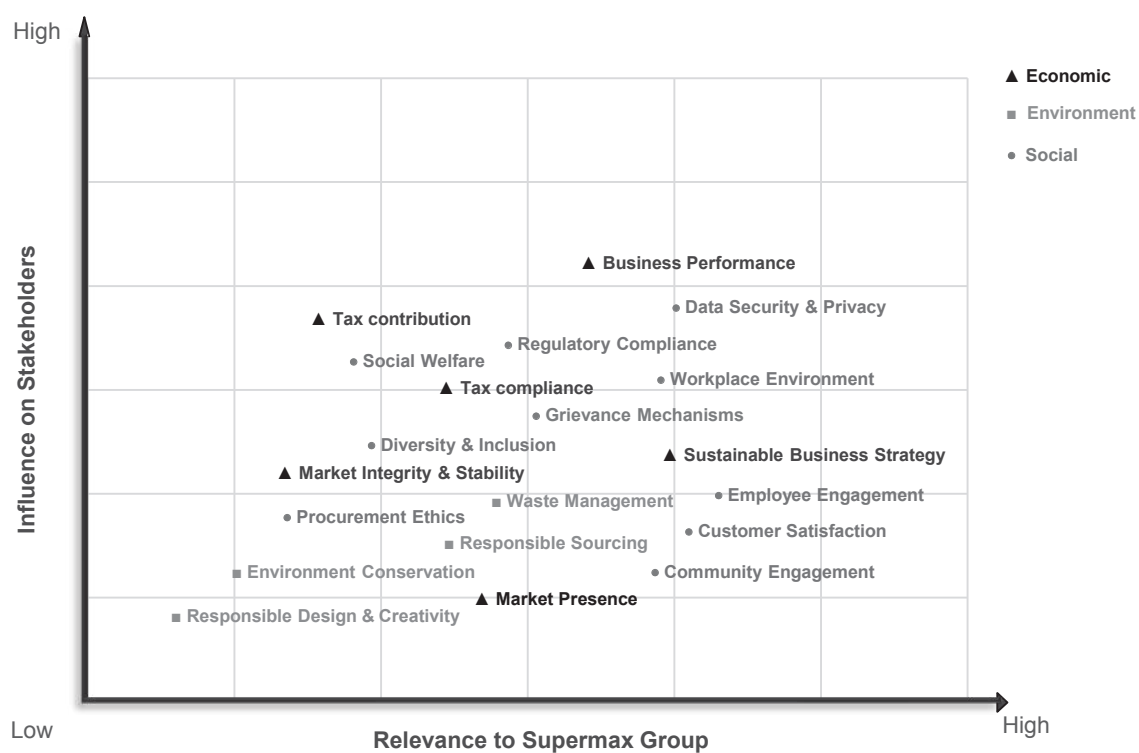 High
Economic
Environment
Social
Influence on Stakeholders
Business Performance
Data Security & Privacy
Tax contribution
Regulatory Compliance
Social Welfare
Workplace Environment
Tax compliance
Grievance Mechanisms
Diversity & Inclusion
Sustainable Business Strategy
Market Integrity & Stability
Employee Engagement
Waste Management
Procurement Ethics
Customer Satisfaction
Responsible Sourcing
Environment Conservation
Community Engagement
Market Presence
Responsible Design & Creativity
Low
High
Relevance to Supermax Group